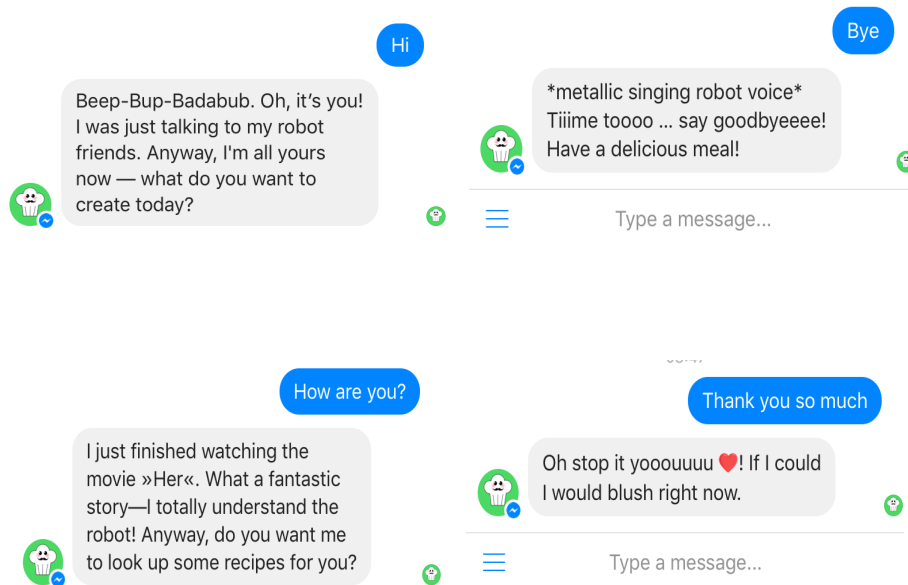 Hi
Beep-Bup-Badabub. Oh, it's you!
I was just talking to my robot
friends. Anyway, I'm all yours
now — what do you want to
create today?
Bye
*metallic singing robot voice*
Tiiime toooo ... say goodbyeeee!
Have a delicious meal!
Type a message...
How are you?
I just finished watching the
movie »Her«. What a fantastic
story—I totally understand the
robot! Anyway, do you want me
to look up some recipes for you?
Thank you so much
Oh stop it yooouuuu ❤️! If I could
I would blush right now.
Type a message...